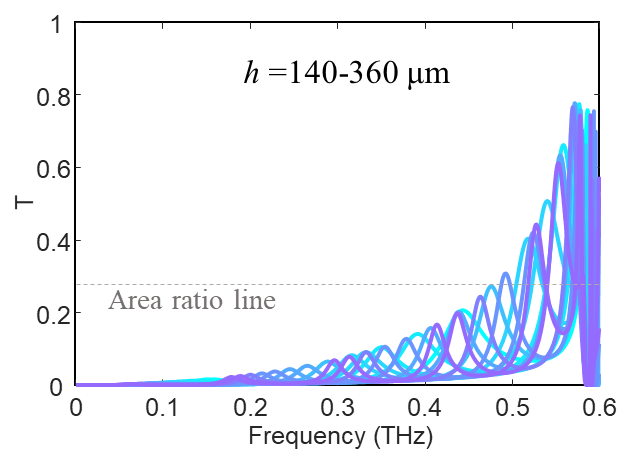 1
h =140-360 μm
0.8
0.6
T
0.4
Area ratio line
0.2
0
0 0.1 0.2 0.3 0.4 0.5 0.6
Frequency (THz)